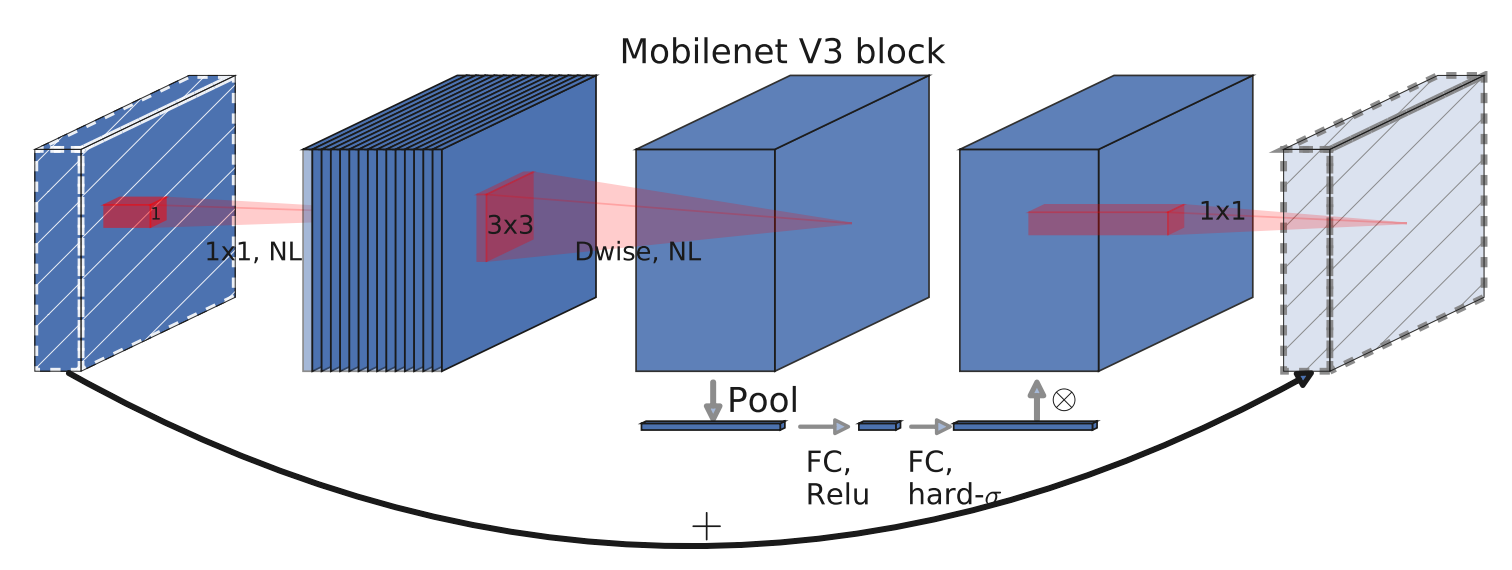 Mobilenet V3 block
1
1x1, NL
3x3
Dwise, NL
1x1
Pool
⊗
FC,
Relu
FC,
hard-σ
+